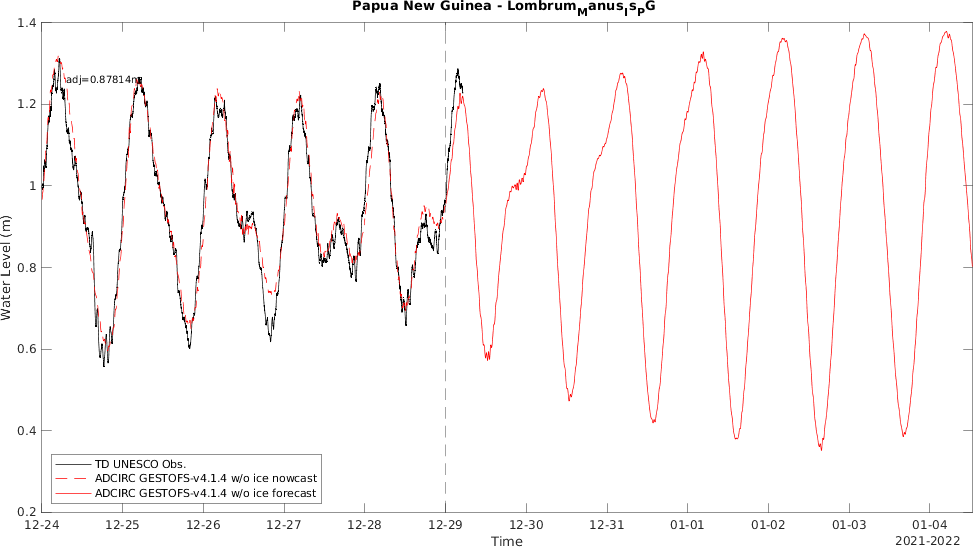 Papua New Guinea - LombrumManusIsPG
1.4
adj=0.87814m
1.2
1
0.8
0.6
0.4
0.2
Water Level (m)
TD UNESCO Obs.
ADCIRC GESTOFS-v4.1.4 w/o ice nowcast
ADCIRC GESTOFS-v4.1.4 w/o ice forecast
12-24 12-25 12-26 12-27 12-28 12-29 12-30 12-31 01-01 01-02 01-03 01-04
Time
2021-2022